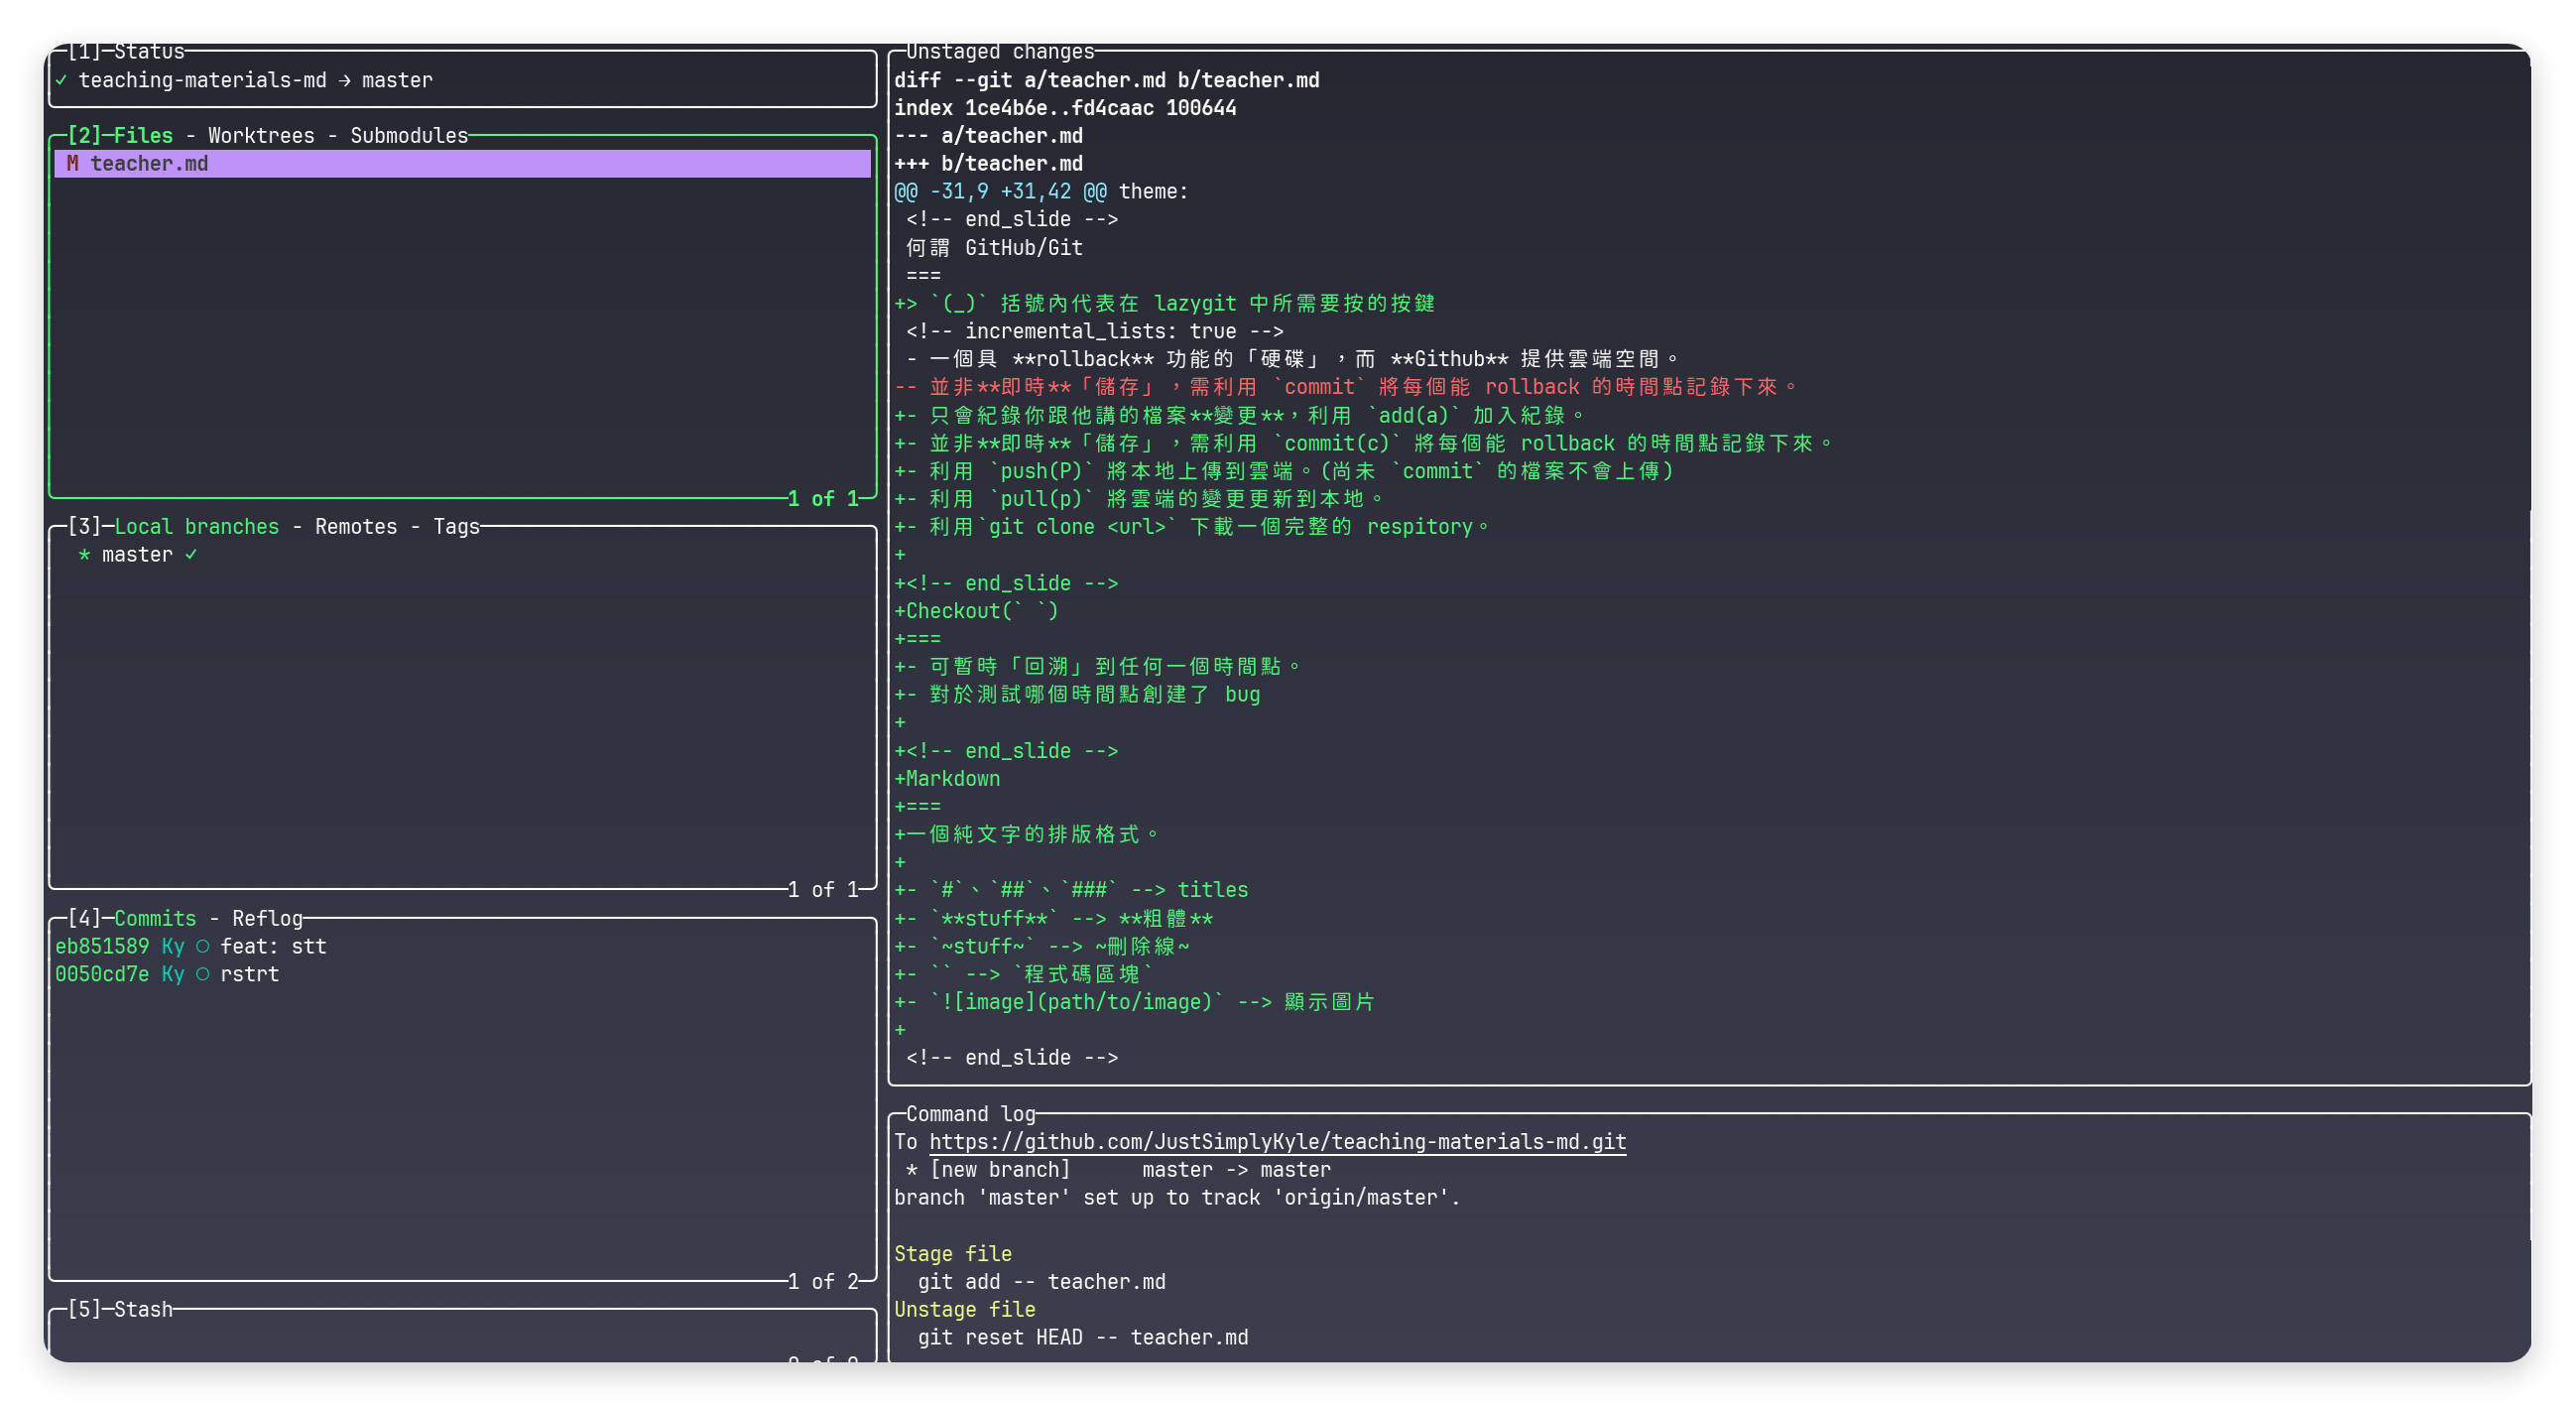 [1] Status
✓ teaching-materials-md → master
[2] Files - Worktrees - Submodules
M teacher.md
1 of 1
[3] Local branches - Remotes - Tags
* master ✓
1 of 1
[4] Commits - Reflog
eb851589 Ky ○ feat: stt
0050cd7e Ky ○ rstrt
1 of 2
[5] Stash
Unstaged changes
diff --git a/teacher.md b/teacher.md
index 1ce4b6e..fd4caac 100644
--- a/teacher.md
+++ b/teacher.md
@@ -31,9 +31,42 @@ theme:
 <!-- end_slide -->
 何謂 GitHub/Git
 ===
+> `(_)` 括號內代表在 lazygit 中所需要按的按鍵
 <!-- incremental_lists: true -->
 - 一個具 **rollback** 功能的「硬碟」，而 **Github** 提供雲端空間。
-- 並非**即時**「儲存」，需利用 `commit` 將每個能 rollback 的時間點記錄下來。
+- 只會紀錄你跟他講的檔案**變更**，利用 `add(a)` 加入紀錄。
+- 並非**即時**「儲存」，需利用 `commit(c)` 將每個能 rollback 的時間點記錄下來。
+- 利用 `push(P)` 將本地上傳到雲端。(尚未 `commit` 的檔案不會上傳)
+- 利用 `pull(p)` 將雲端的變更更新到本地。
+- 利用`git clone <url>` 下載一個完整的 respitory。
+
+<!-- end_slide -->
+Checkout(` `)
+===
+- 可暫時「回溯」到任何一個時間點。
+- 對於測試哪個時間點創建了 bug
+
+<!-- end_slide -->
+Markdown
+===
+一個純文字的排版格式。
+
+- `#`、`##`、`###` --> titles
+- `**stuff**` --> **粗體**
+- `~stuff~` --> ~刪除線~
+- `` --> `程式碼區塊`
+- `![image](path/to/image)` --> 顯示圖片
+
 <!-- end_slide -->
Command log
To https://github.com/JustSimplyKyle/teaching-materials-md.git
 * [new branch]      master -> master
branch 'master' set up to track 'origin/master'.
Stage file
  git add -- teacher.md
Unstage file
  git reset HEAD -- teacher.md